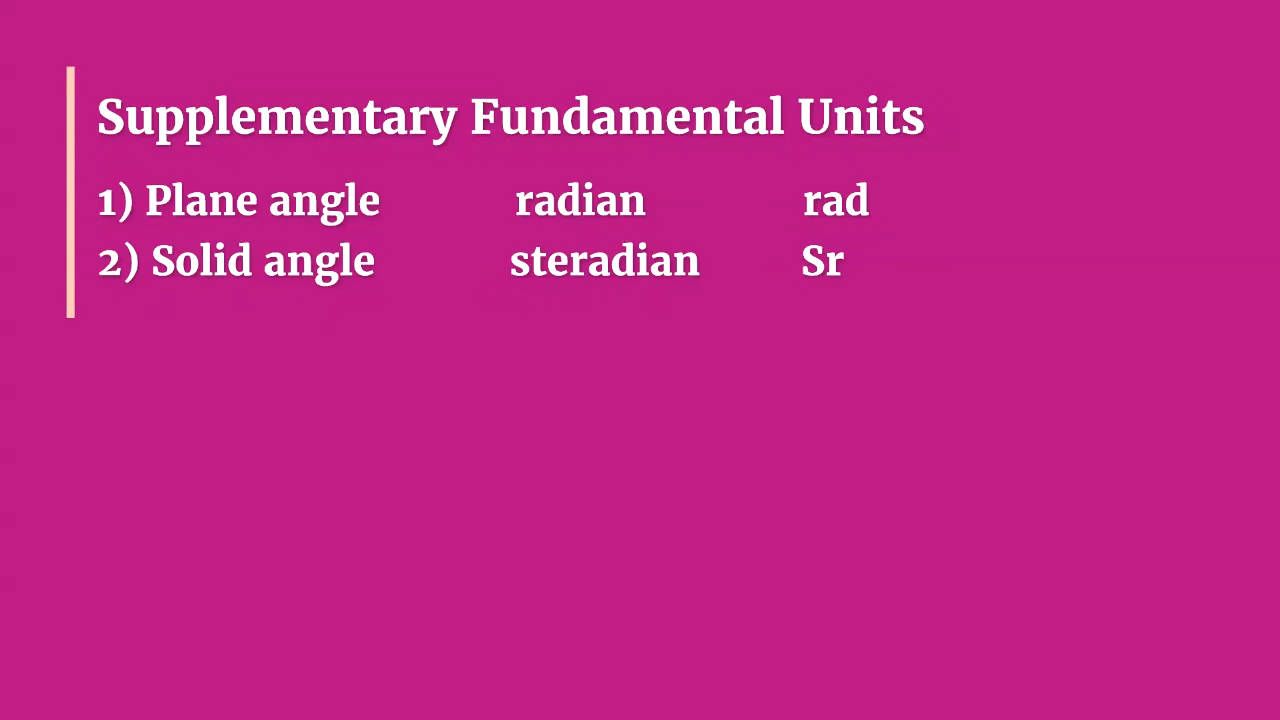 Supplementary Fundamental Units
1) Plane angle radian rad
2) Solid angle steradian Sr